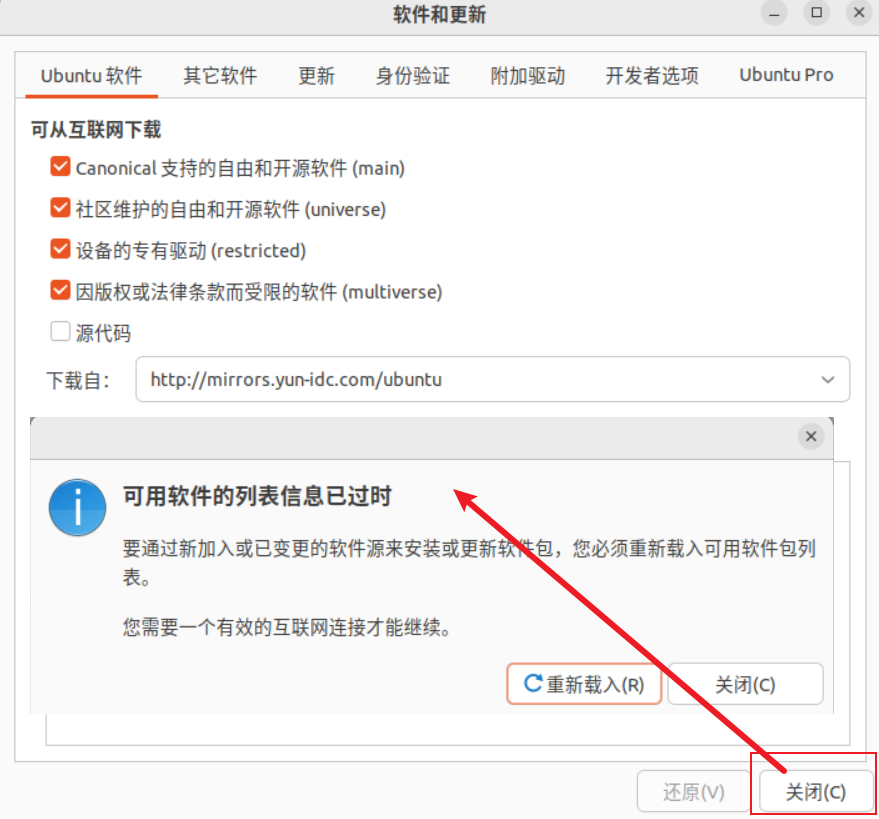 软件和更新
Ubuntu 软件 其它软件 更新 身份验证 附加驱动 开发者选项 Ubuntu Pro
可从互联网下载
Canonical 支持的自由和开源软件 (main)
社区维护的自由和开源软件 (universe)
设备的专有驱动 (restricted)
因版权或法律条款而受限的软件 (multiverse)
源代码
下载自： http://mirrors.yun-idc.com/ubuntu
可用软件的列表信息已过时
要通过新加入或已变更的软件源来安装或更新软件包，您必须重新载入可用软件包列
表。
您需要一个有效的互联网连接才能继续。
重新载入(R) 关闭(C)
还原(V) 关闭(C)